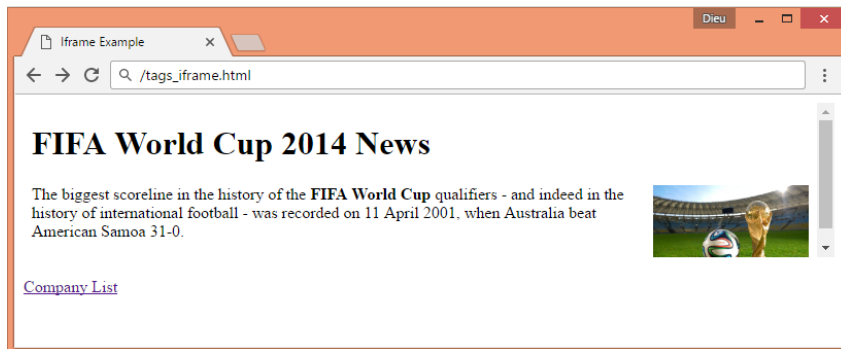 Dieu
Iframe Example
/tags_iframe.html
FIFA World Cup 2014 News
The biggest scoreline in the history of the FIFA World Cup qualifiers - and indeed in the
history of international football - was recorded on 11 April 2001, when Australia beat
American Samoa 31-0.
Company List